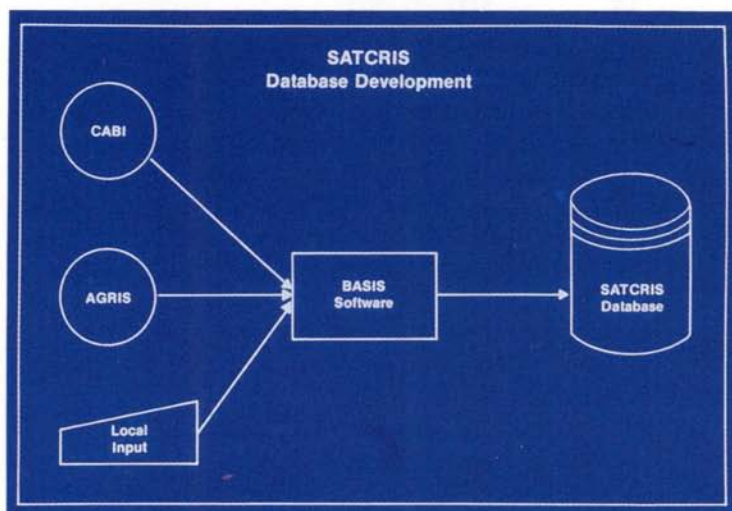 SATCRIS
Database Development
CABI
AGRIS
BASIS
Software
SATCRIS
Database
Local
Input